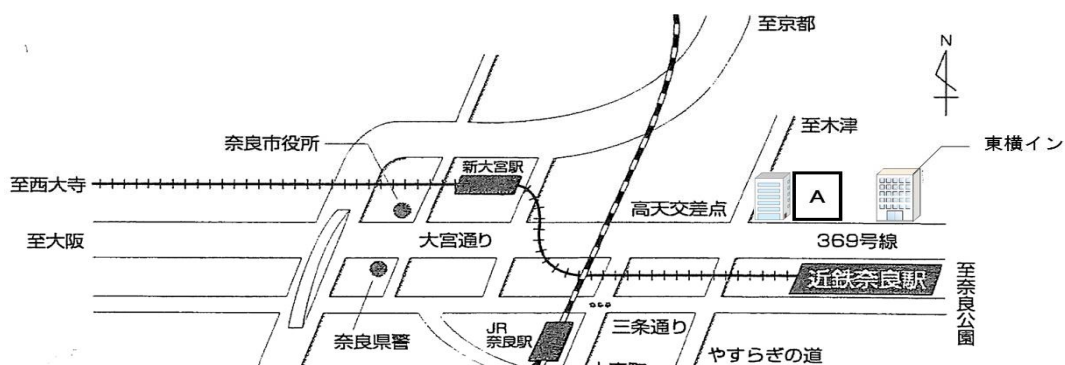 至京都
N
至木津
奈良市役所
東横イン
新大宮駅
至西大寺
A
高天交差点
至大阪
大宮通り
369号線
近鉄奈良駅
至奈良公園
三条通り
JR
奈良駅
奈良県警
やすらぎの道